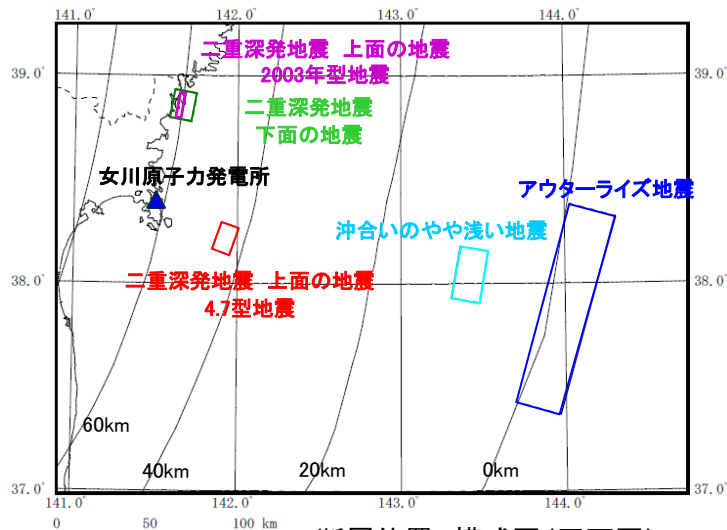 141.0° 142.0° 143.0° 144.0°
二重深発地震 上面の地震
2003年型地震
39.0° 39.0°
二重深発地震
下面の地震
女川原子力発電所
アウターライズ地震
沖合いのやや浅い地震
38.0° 38.0°
二重深発地震 上面の地震
4.7型地震
60km
40km 20km 0km
37.0° 37.0°
141.0° 142.0° 143.0° 144.0°
0 50 100 km